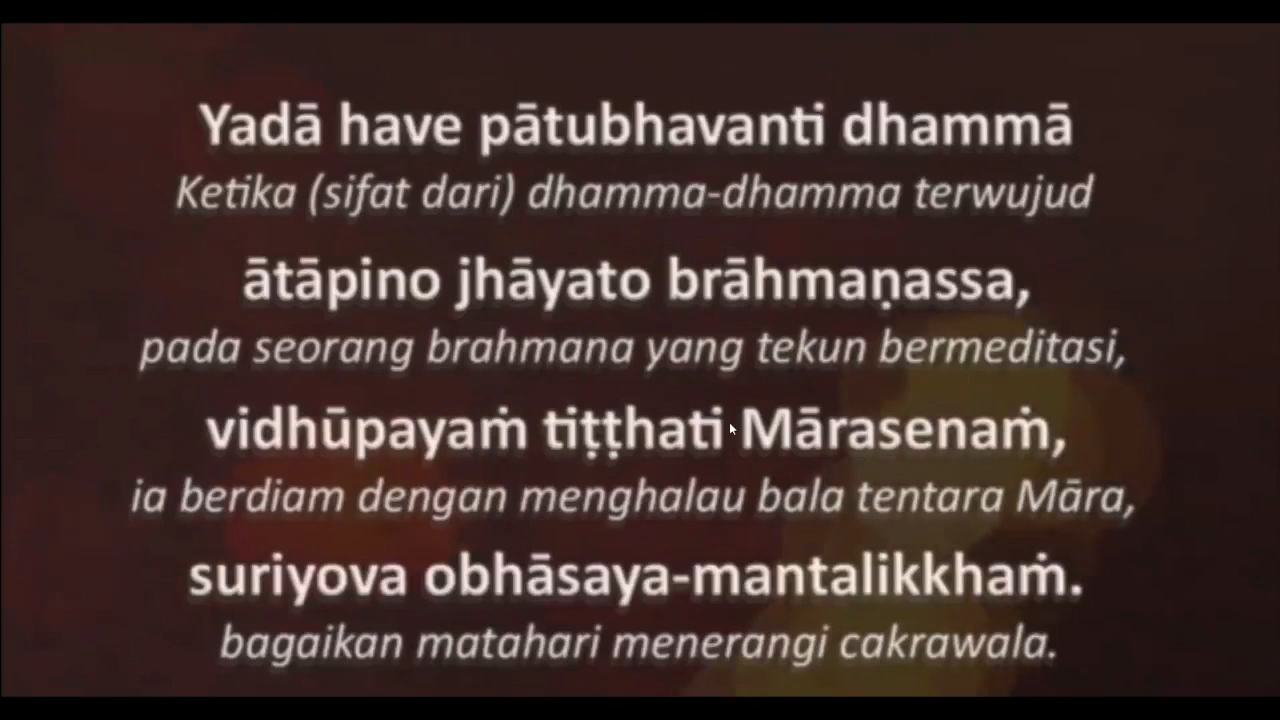 Yadā have pātubhavanti dhammā
Ketika (sifat dari) dhamma-dhamma terwujud
ātāpino jhāyato brāhmaṇassa,
pada seorang brahmana yang tekun bermeditasi,
vidhūpayaṁ tiṭṭhati Mārasenaṁ,
ia berdiam dengan menghalau bala tentara Māra,
suriyova obhāsaya-mantalikkhaṁ.
bagaikan matahari menerangi cakrawala.